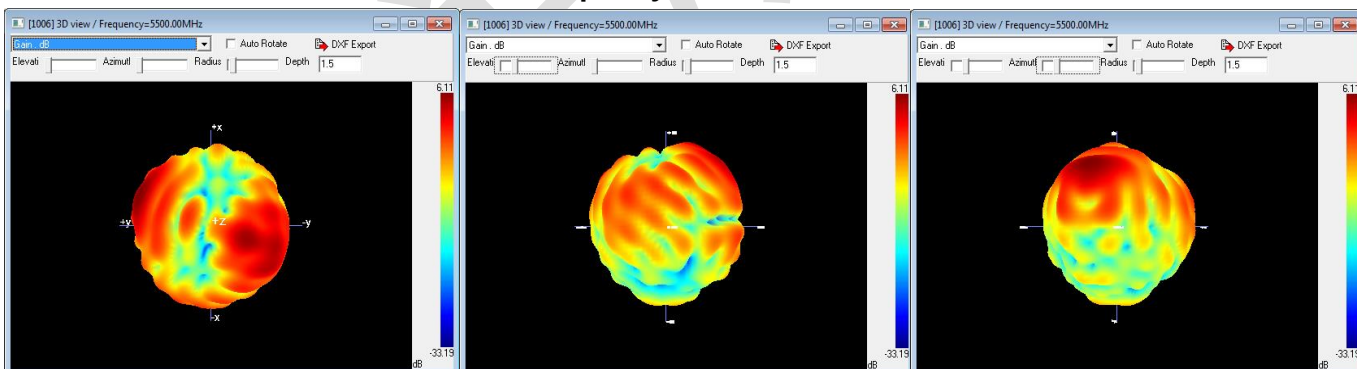 [1006] 3D view / Frequency=5500.00MHz
Gain . dB
Auto Rotate
DXF Export
Elevati
Azimutl
Radius
Depth
1.5
6.11
+x
+y
+Z
-y
-x
-33.19
dB
[1006] 3D view / Frequency=5500.00MHz
Gain . dB
Auto Rotate
DXF Export
Elevati
Azimutl
Radius
Depth
1.5
6.11
-33.19
dB
[1006] 3D view / Frequency=5500.00MHz
Gain . dB
Auto Rotate
DXF Export
Elevati
Azimutl
Radius
Depth
1.5
6.11
-33.19
dB